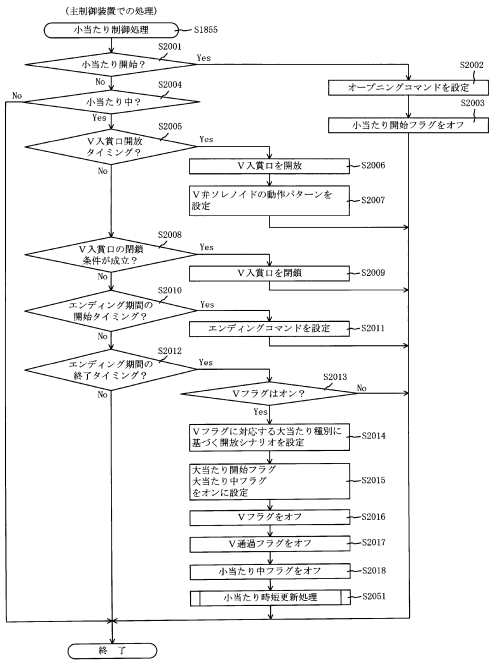 (主制御装置での処理)
小当たり制御処理
S1855
S2001
小当たり開始？
Yes
No
S2002
オープニングコマンドを設定
S2003
小当たり開始フラグをオフ
S2004
小当たり中？
No
Yes
S2005
V入賞口開放
タイミング？
Yes
No
V入賞口を開放
S2006
V弁ソレノイドの動作パターンを
設定
S2007
S2008
V入賞口の閉鎖
条件が成立？
Yes
No
V入賞口を閉鎖
S2009
S2010
エンディング期間の
開始タイミング？
Yes
No
エンディングコマンドを設定
S2011
S2012
エンディング期間の
終了タイミング？
Yes
No
S2013
Vフラグはオン？
No
Yes
Vフラグに対応する大当たり種別に
基づく開放シナリオを設定
S2014
大当たり開始フラグ
大当たり中フラグ
をオンに設定
S2015
Vフラグをオフ
S2016
V通過フラグをオフ
S2017
小当たり中フラグをオフ
S2018
小当たり時短更新処理
S2051
終 了